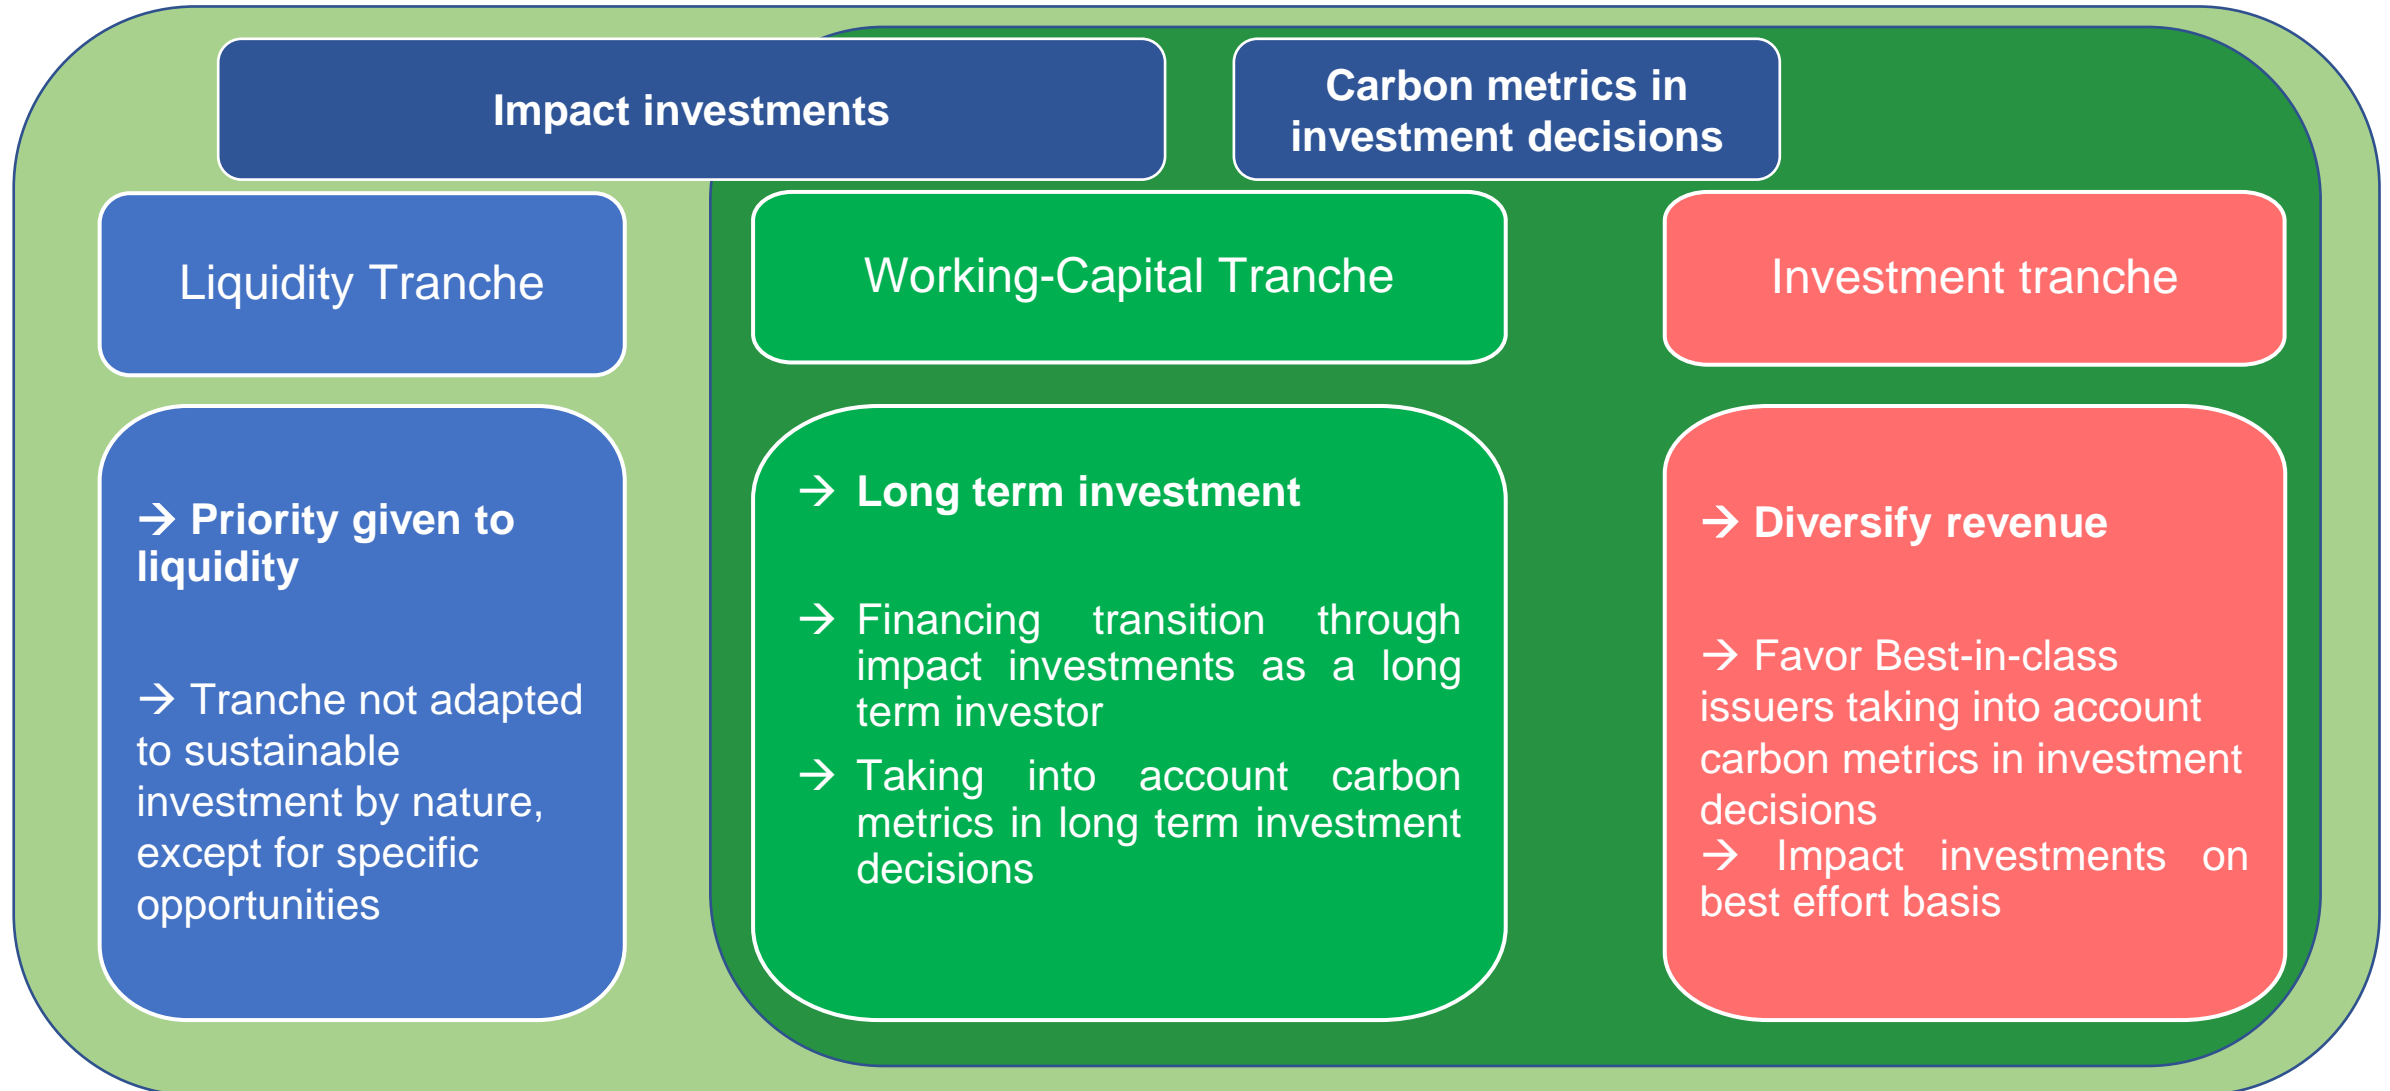 Impact investments
Carbon metrics in
investment decisions
Liquidity Tranche
→ Priority given to
liquidity
→ Tranche not adapted
to sustainable
investment by nature,
except for specific
opportunities
Working-Capital Tranche
→ Long term investment
→ Financing transition through
impact investments as a long
term investor
→ Taking into account carbon
metrics in long term investment
decisions
Investment tranche
→ Diversify revenue
→ Favor Best-in-class
issuers taking into account
carbon metrics in investment
decisions
→ Impact investments on
best effort basis